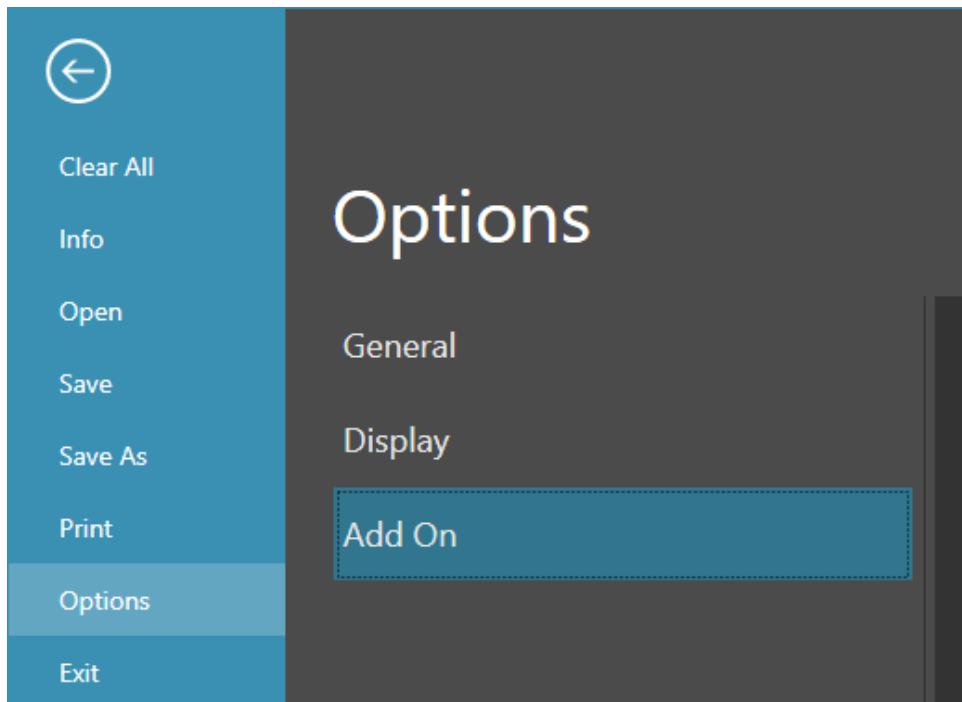 Clear All
Info
Open
Save
Save As
Print
Options
Exit
Options
General
Display
Add On